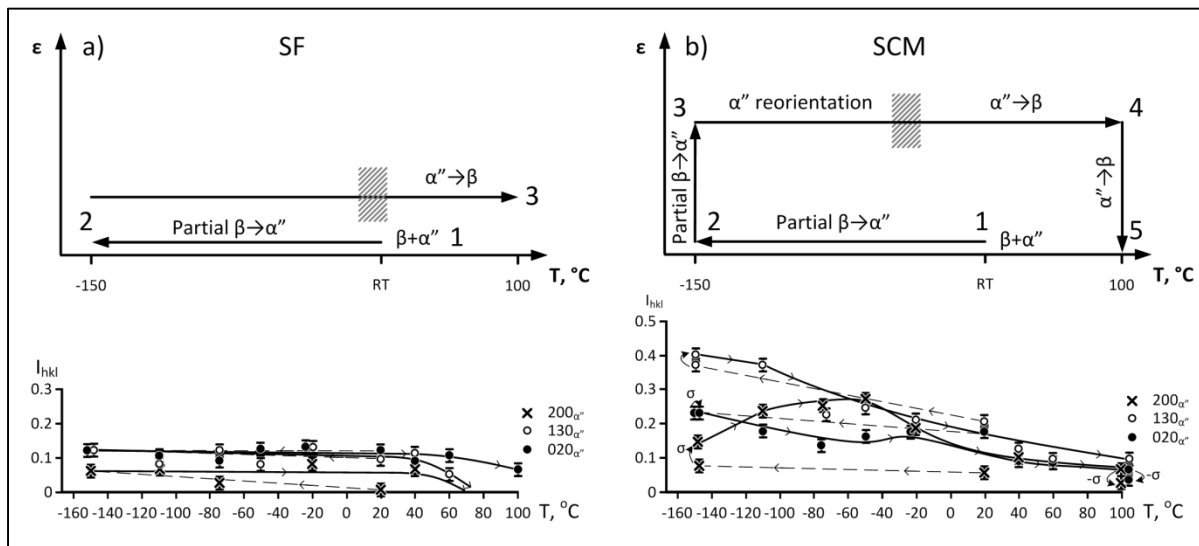 ε a) SF
α″→β
3
2
Partial β→α″
β+α″ 1
T, °C
-150 RT 100
I hkl
0.3
0.2
0.1
0
-160 -140 -120 -100 -80 -60 -40 -20 0 20 40 60 80 100 T, °C
200α″
130α″
020α″
ε b) SCM
3 α″ reorientation α″→β 4
Partial β→α″
α″→β
2 Partial β→α″ 1
β+α″ 5
T, °C
-150 RT 100
I hkl
0.5
0.4
0.3
0.2
0.1
0
σ
σ
-σ
-σ
200α″
130α″
020α″
-160 -140 -120 -100 -80 -60 -40 -20 0 20 40 60 80 100 T, °C